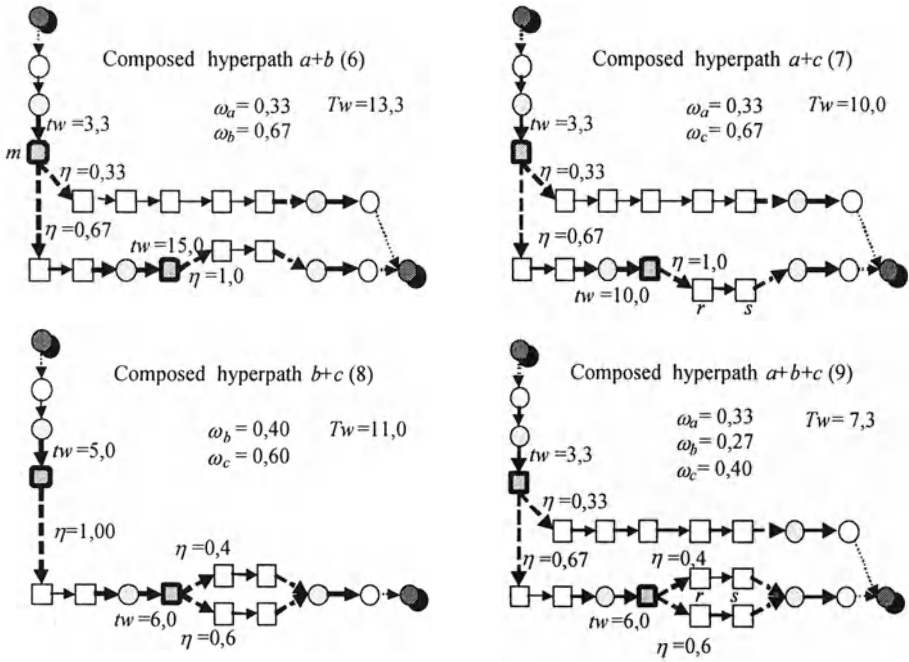 Composed hyperpath a+b (6)
ωa = 0,33
Tw =13,3
ωb = 0,67
tw =3,3
m
η =0,33
η =0,67
tw=15,0
η =1,0
Composed hyperpath a+c (7)
ωa = 0,33
Tw=10,0
ωc = 0,67
tw =3,3
η =0,33
η =0,67
η =1,0
tw =10,0
r
s
Composed hyperpath b+c (8)
ωb = 0,40
Tw= 11,0
ωc = 0,60
tw=5,0
η=1,00
η =0,4
tw=6,0
η =0,6
Composed hyperpath a+b+c (9)
ωa = 0,33
Tw= 7,3
ωb = 0,27
ωc = 0,40
tw =3,3
η =0,33
η =0,67
η =0,4
r
s
tw =6,0
η =0,6